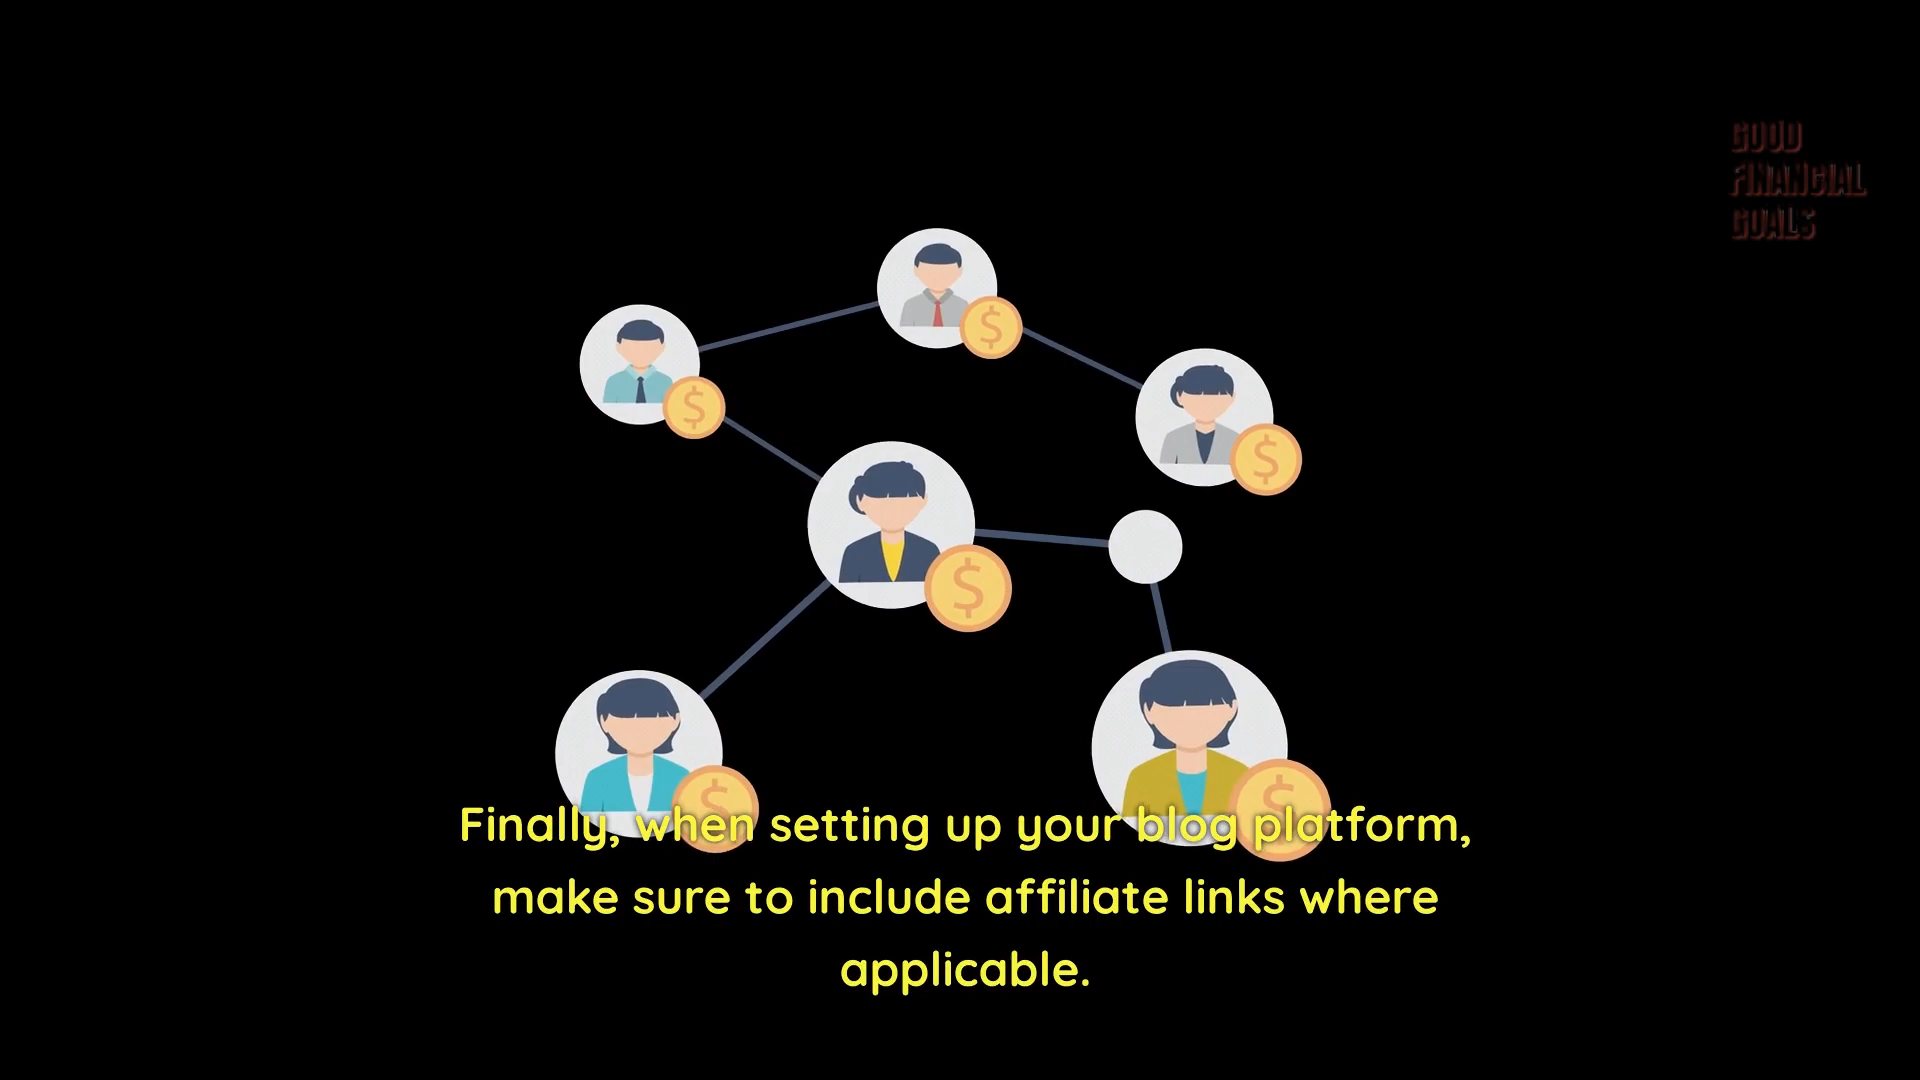 GOOD
FINANCIAL
GOALS
Finally, when setting up your blog platform,
make sure to include affiliate links where
applicable.